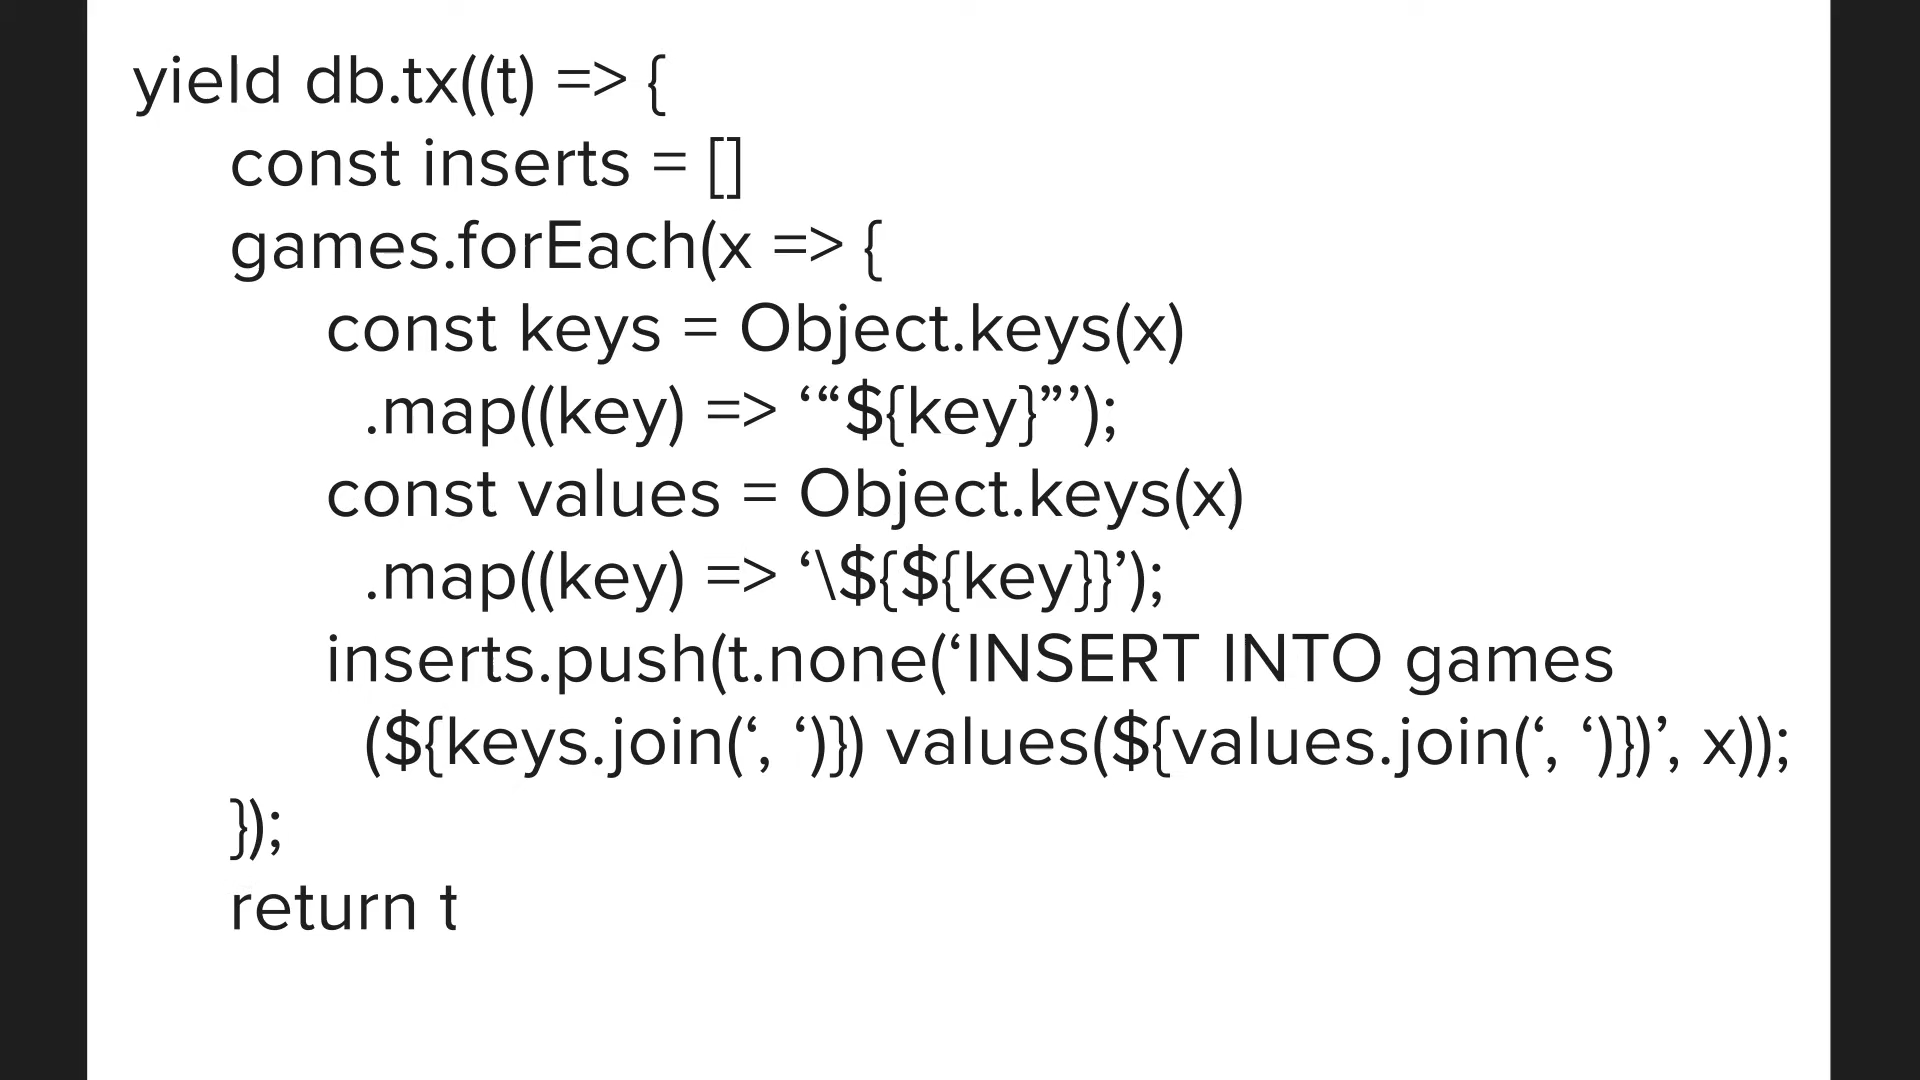 yield db.tx((t) => {
const inserts = []
games.forEach(x => {
const keys = Object.keys(x)
.map((key) => ‘“${key}”’);
const values = Object.keys(x)
.map((key) => ‘\${${key}}’);
inserts.push(t.none(‘INSERT INTO games
(${keys.join(‘, ‘)}) values(${values.join(‘, ‘)})’, x));
});
return t